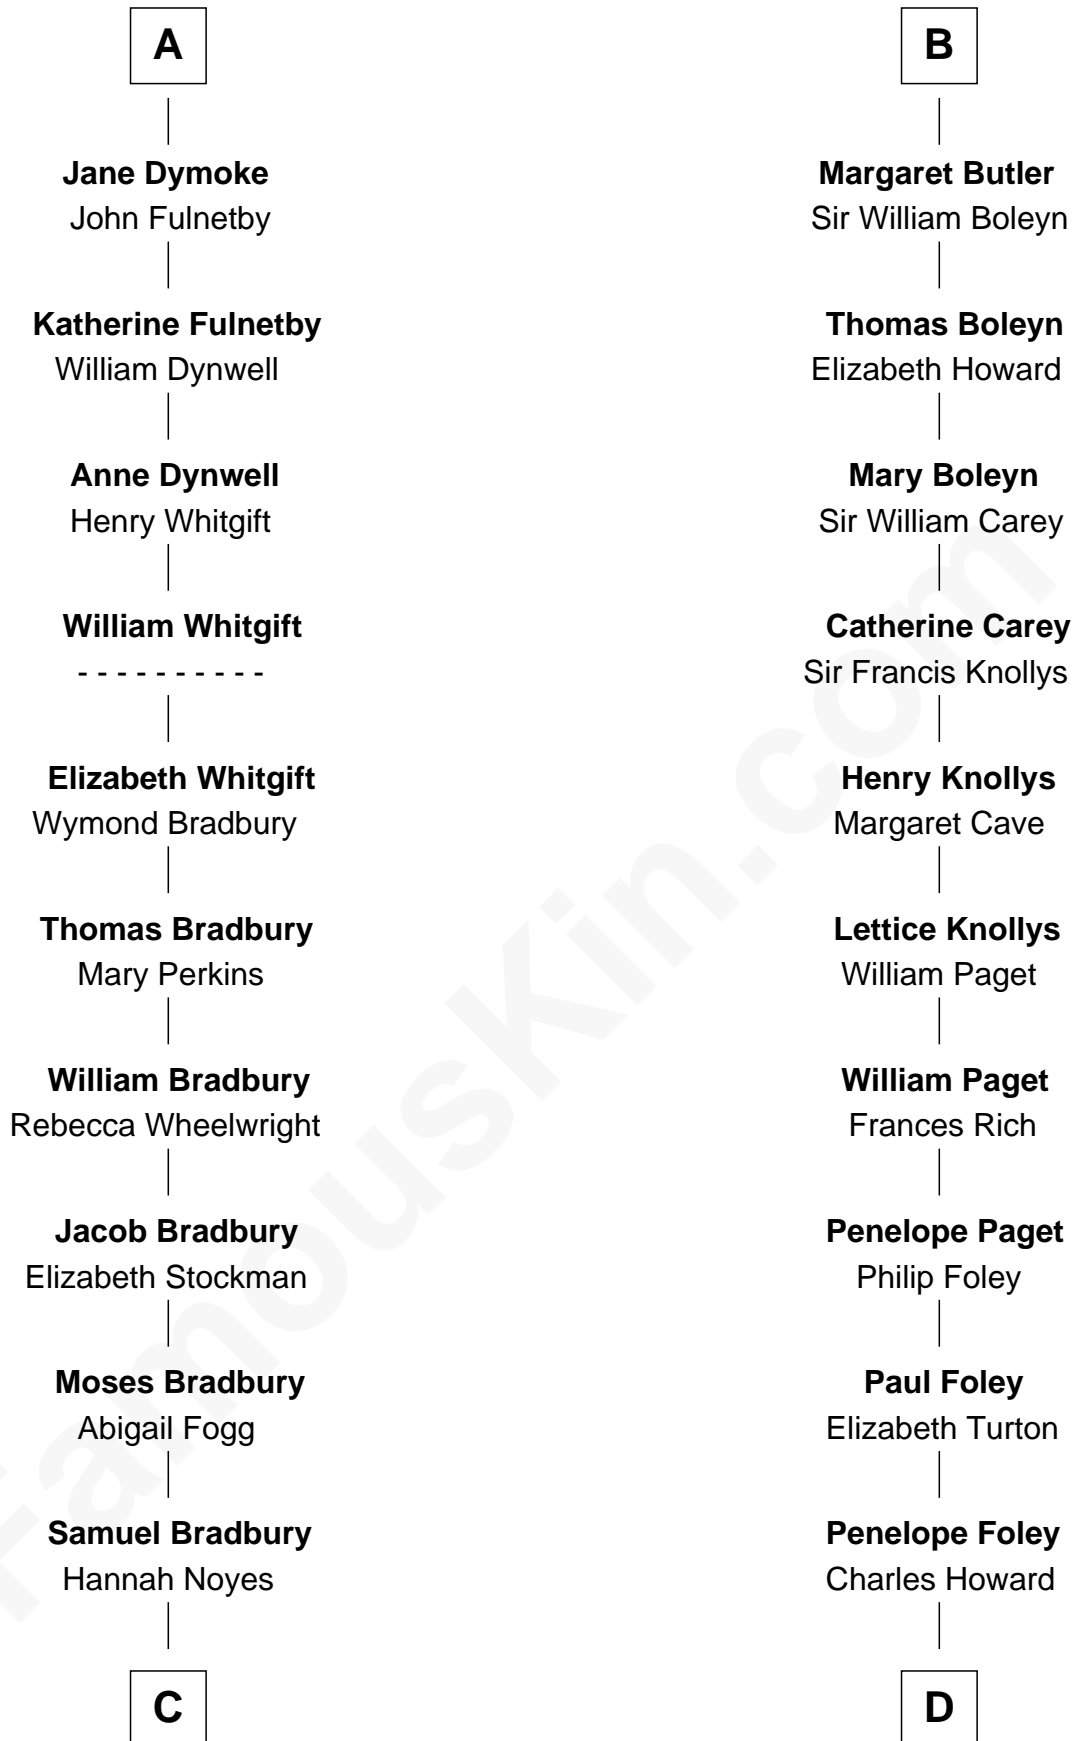 A
Jane Dymoke
John Fulnetby
Katherine Fulnetby
William Dynwell
Anne Dynwell
Henry Whitgift
William Whitgift
- - - - - - - - - -
Elizabeth Whitgift
Wymond Bradbury
Thomas Bradbury
Mary Perkins
William Bradbury
Rebecca Wheelwright
Jacob Bradbury
Elizabeth Stockman
Moses Bradbury
Abigail Fogg
Samuel Bradbury
Hannah Noyes
C
B
Margaret Butler
Sir William Boleyn
Thomas Boleyn
Elizabeth Howard
Mary Boleyn
Sir William Carey
Catherine Carey
Sir Francis Knollys
Henry Knollys
Margaret Cave
Lettice Knollys
William Paget
William Paget
Frances Rich
Penelope Paget
Philip Foley
Paul Foley
Elizabeth Turton
Penelope Foley
Charles Howard
D
FamousKin.com